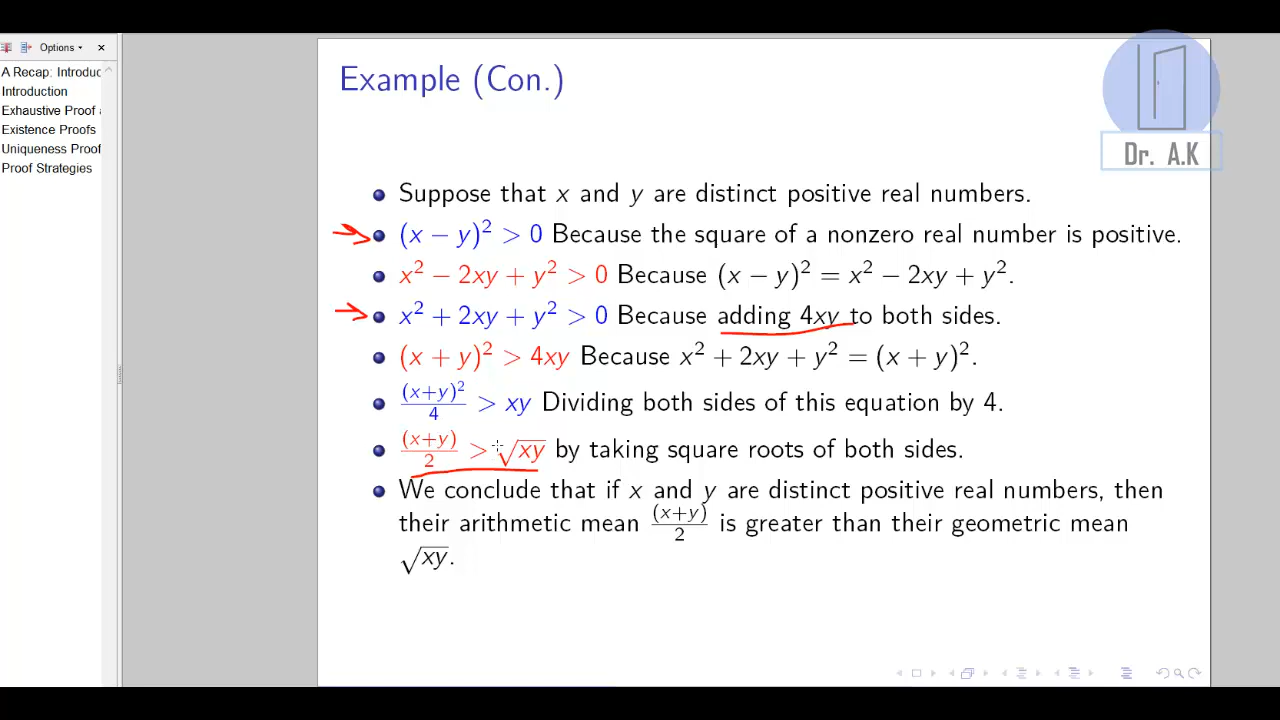 Options
A Recap: Introduc
Introduction
Exhaustive Proof a
Existence Proofs
Uniqueness Proof
Proof Strategies
Example (Con.)
Dr. A.K
Suppose that x and y are distinct positive real numbers.
(x − y)² > 0 Because the square of a nonzero real number is positive.
x² − 2xy + y² > 0 Because (x − y)² = x² − 2xy + y².
x² + 2xy + y² > 0 Because adding 4xy to both sides.
(x + y)² > 4xy Because x² + 2xy + y² = (x + y)².
(x+y)²/4 > xy Dividing both sides of this equation by 4.
(x+y)/2 > √xy by taking square roots of both sides.
We conclude that if x and y are distinct positive real numbers, then
their arithmetic mean (x+y)/2 is greater than their geometric mean
√xy.